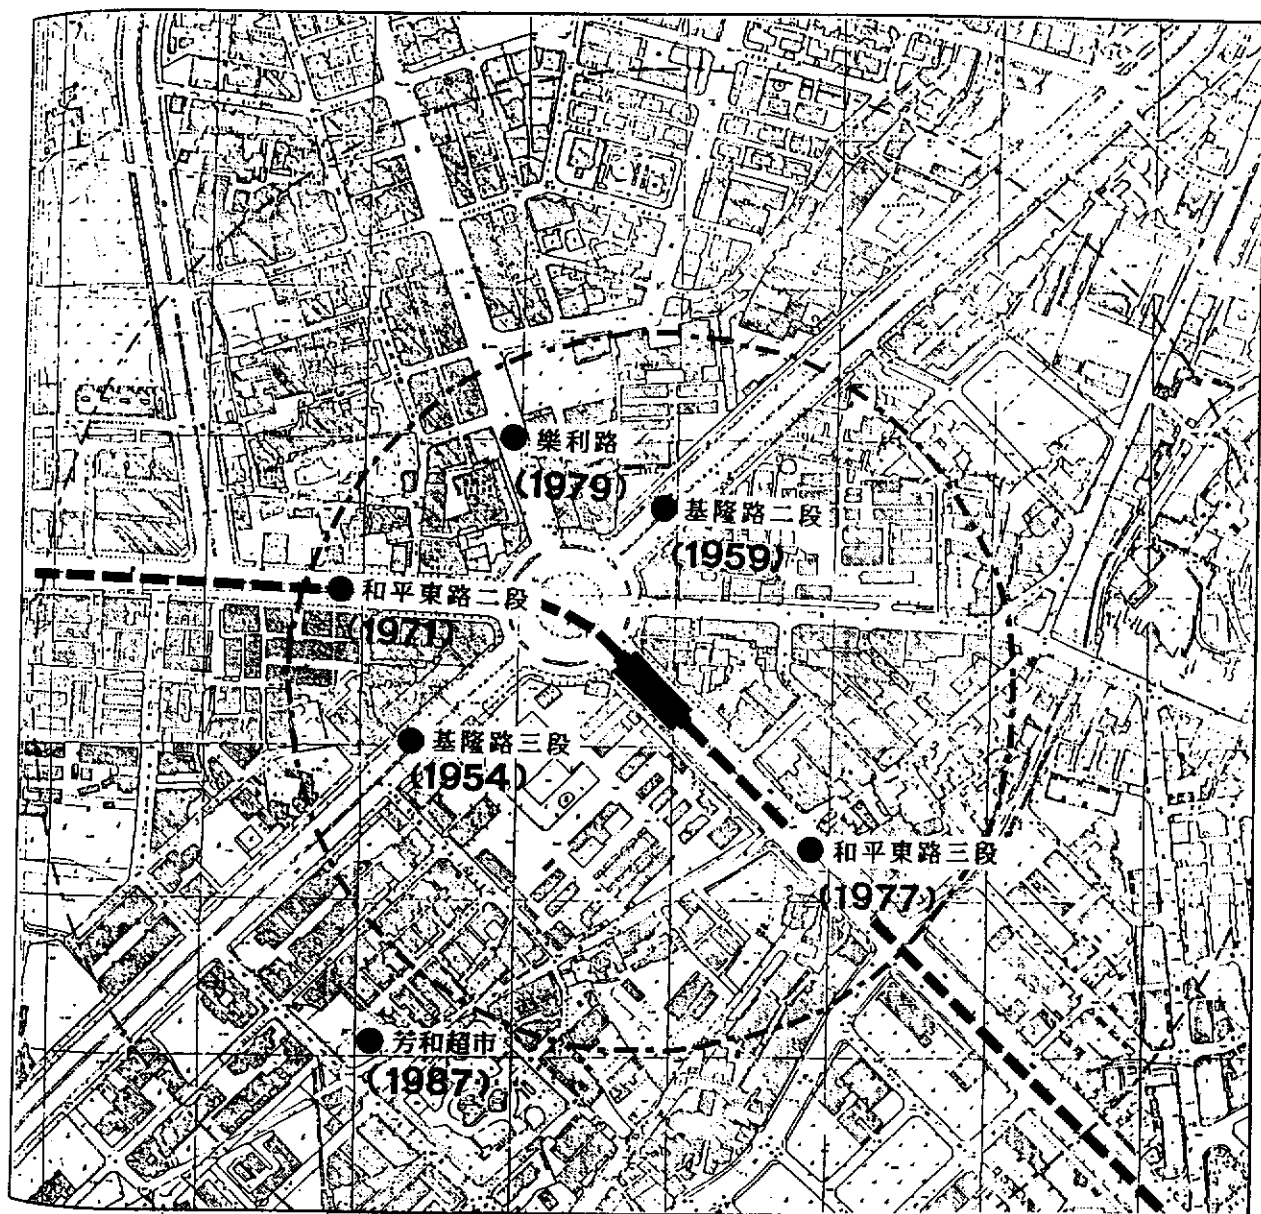 樂利路
(1979)
基隆路二段
(1959)
和平東路二段
(1971)
基隆路三段
(1954)
和平東路三段
(1977)
芳和超市
(1987)